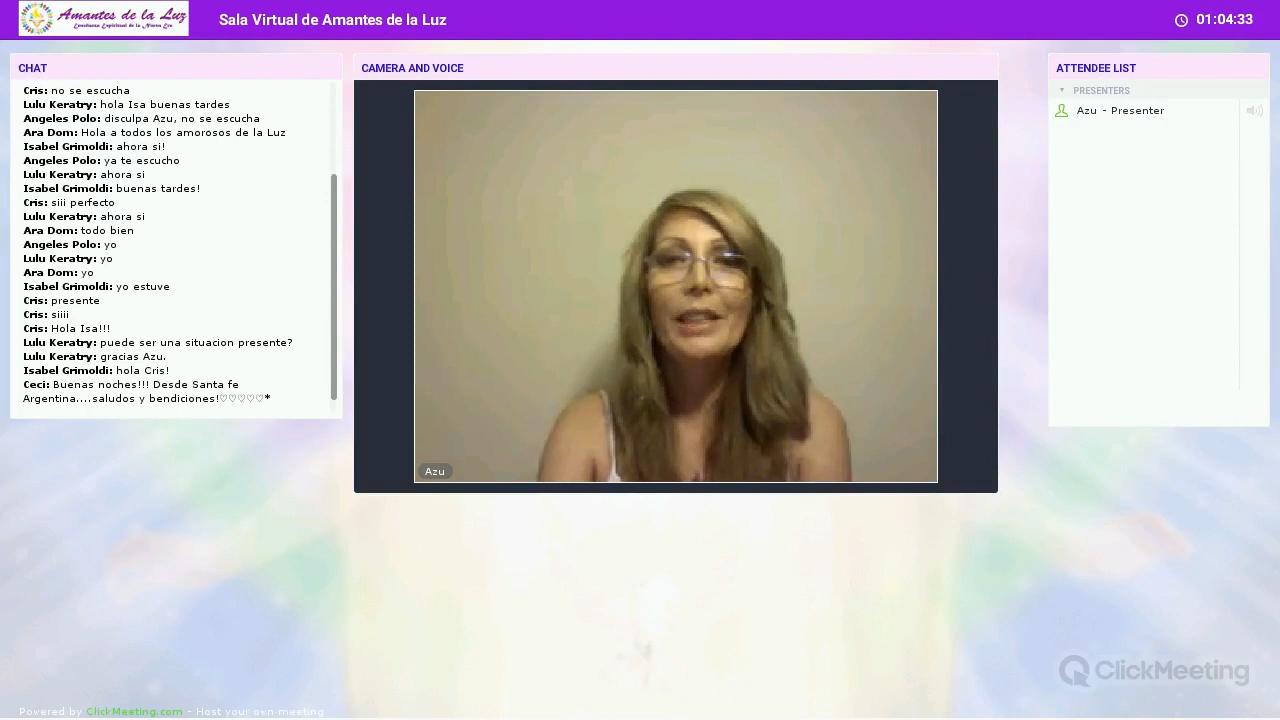 Amantes de la Luz
Enseñanza Espiritual de la Nueva Era
Sala Virtual de Amantes de la Luz
01:04:33
CHAT
Cris: no se escucha
Lulu Keratry: hola Isa buenas tardes
Angeles Polo: disculpa Azu, no se escucha
Ara Dom: Hola a todos los amorosos de la Luz
Isabel Grimoldi: ahora si!
Angeles Polo: ya te escucho
Lulu Keratry: ahora si
Isabel Grimoldi: buenas tardes!
Cris: siii perfecto
Lulu Keratry: ahora si
Ara Dom: todo bien
Angeles Polo: yo
Lulu Keratry: yo
Ara Dom: yo
Isabel Grimoldi: yo estuve
Cris: presente
Cris: siiii
Cris: Hola Isa!!!
Lulu Keratry: puede ser una situacion presente?
Lulu Keratry: gracias Azu.
Isabel Grimoldi: hola Cris!
Ceci: Buenas noches!!! Desde Santa fe
Argentina....saludos y bendiciones!♡♡♡♡♡*
CAMERA AND VOICE
Azu
ATTENDEE LIST
PRESENTERS
Azu - Presenter
ClickMeeting
Powered by ClickMeeting.com - Host your own meeting